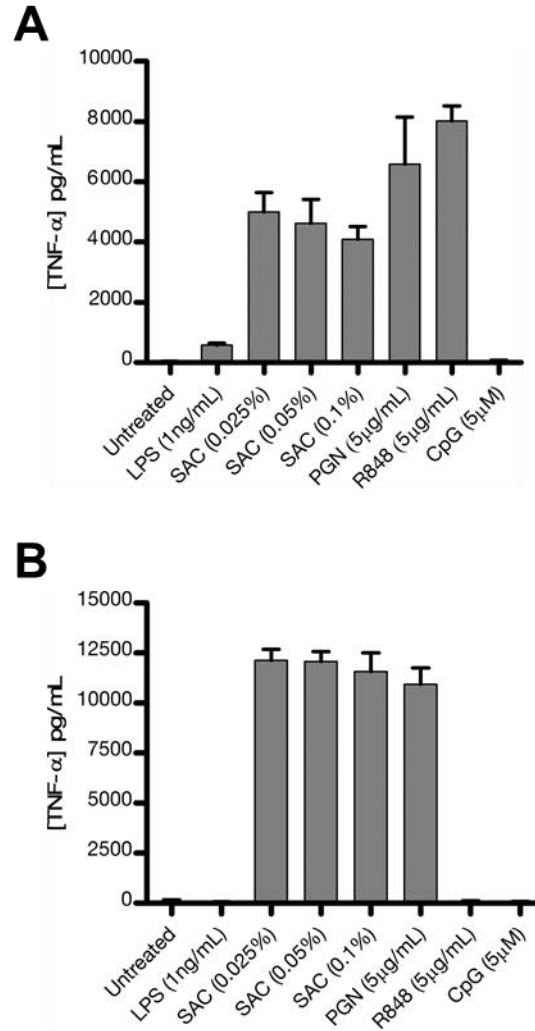 A
[TNF-α] pg/mL
10000
8000
6000
4000
2000
0
Untreated
LPS (1ng/mL)
SAC (0.025%)
SAC (0.05%)
SAC (0.1%)
PGN (5μg/mL)
R848 (5μg/mL)
CpG (5μM)
B
[TNF-α] pg/mL
15000
12500
10000
7500
5000
2500
0
Untreated
LPS (1ng/mL)
SAC (0.025%)
SAC (0.05%)
SAC (0.1%)
PGN (5μg/mL)
R848 (5μg/mL)
CpG (5μM)